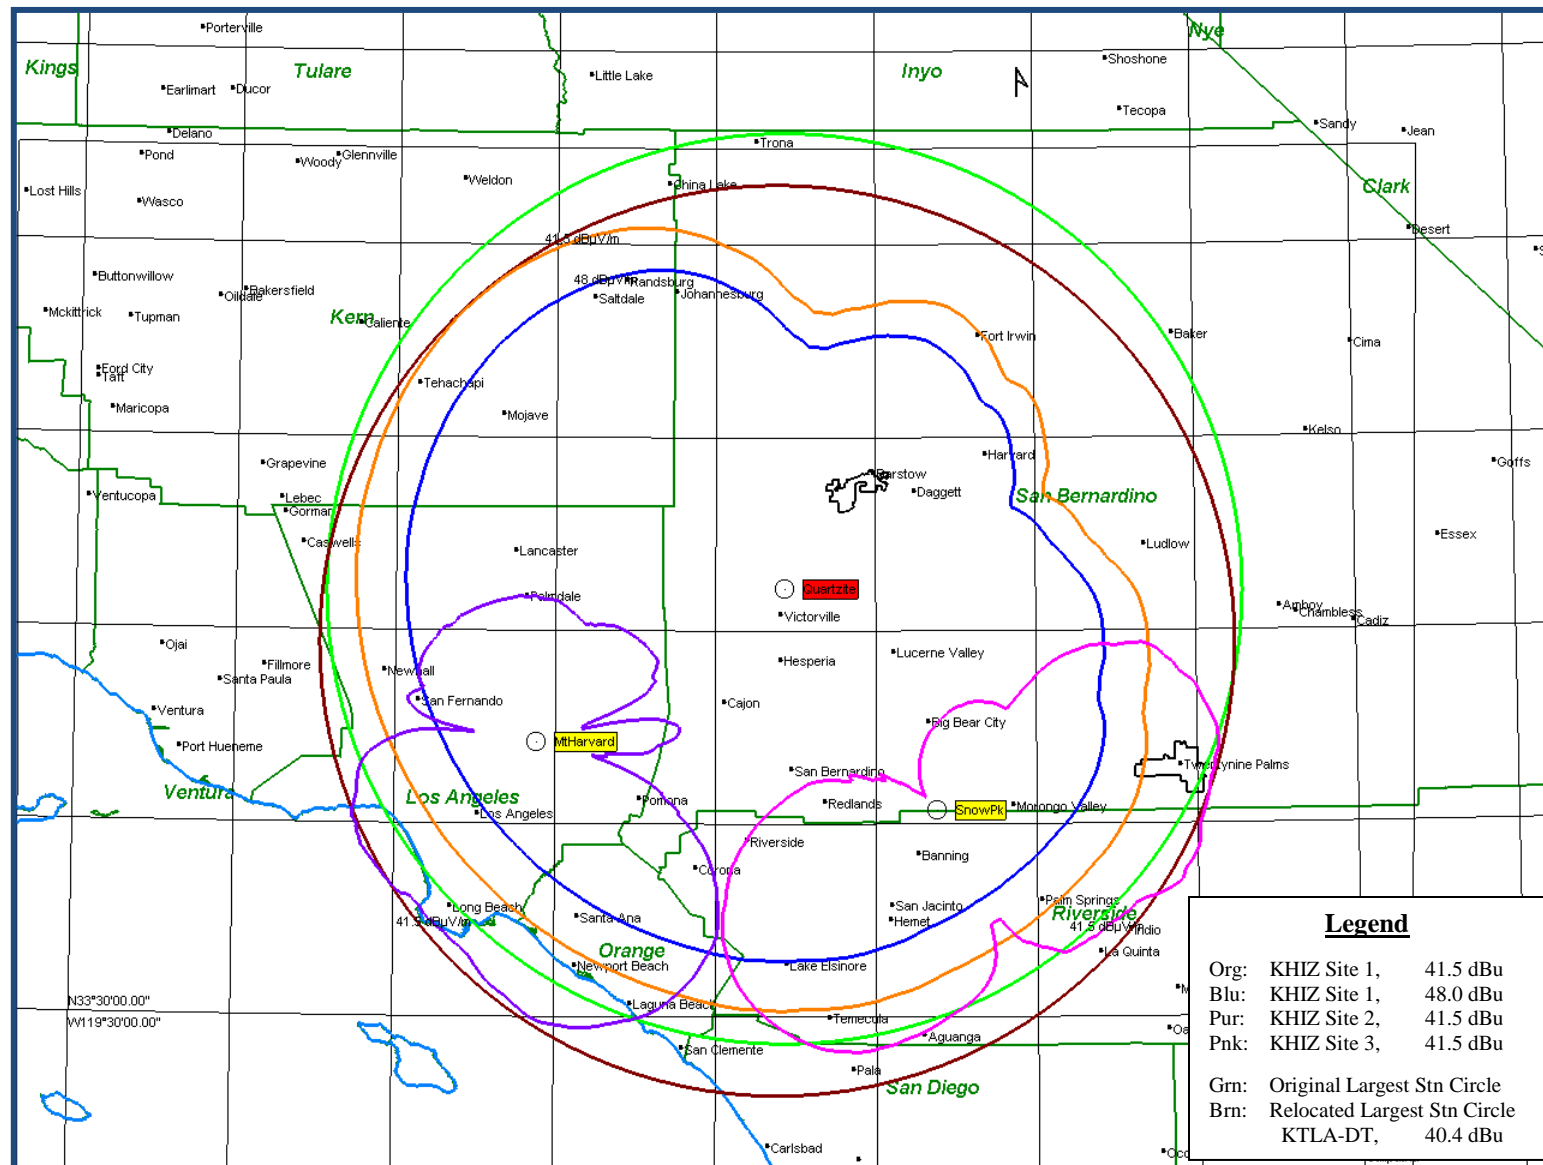 Porterville
Nye
Kings
Tulare
Little Lake
Inyo
Shoshone
Earlimart
Ducor
Tecopa
Delano
Sandy
Jean
Pond
Woody
Glennville
Trona
Lost Hills
Weldon
China Lake
Clark
Wasco
Desert
41.5 dBµV/m
Buttonwillow
48 dBµV/m
Randsburg
Oildale
Bakersfield
Saltdale
Johannesburg
Mckittrick
Tupman
Kern
Caliente
Fort Irwin
Baker
Cima
Ford City
Taft
Tehachapi
Maricopa
Mojave
Kelso
Grapevine
Harvard
Goffs
Barstow
Ventucopa
Lebec
Daggett
San Bernardino
Gorman
Caswells
Lancaster
Ludlow
Essex
Palmdale
Quartzite
Victorville
Amboy
Chambless
Cadiz
Ojai
Fillmore
Newhall
Hesperia
Lucerne Valley
Santa Paula
San Fernando
Cajon
Ventura
Big Bear City
Port Hueneme
MtHarvard
San Bernardino
Twentynine Palms
Ventura
Los Angeles
Pomona
Redlands
SnowPk
Morongo Valley
Los Angeles
Riverside
Banning
Corona
Long Beach
41.5 dBµV/m
Santa Ana
San Jacinto
Hemet
Palm Springs
Riverside
41.5 dBµV/m
Indio
Orange
La Quinta
Newport Beach
Lake Elsinore
N33°30'00.00"
W119°30'00.00"
Laguna Beach
Temecula
Aguanga
San Clemente
Pala
San Diego
Carlsbad
Legend
Org: KHIZ Site 1, 41.5 dBu
Blu: KHIZ Site 1, 48.0 dBu
Pur: KHIZ Site 2, 41.5 dBu
Pnk: KHIZ Site 3, 41.5 dBu
Grn: Original Largest Stn Circle
Brn: Relocated Largest Stn Circle
KTLA-DT, 40.4 dBu